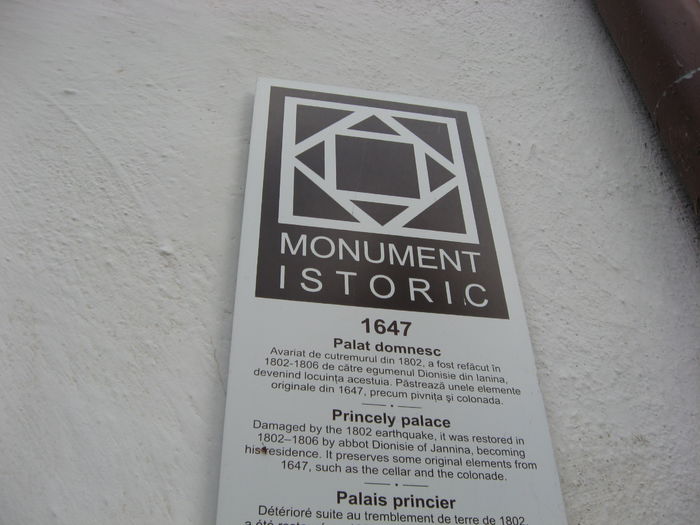 MONUMENT
ISTORIC
1647
Palat domnesc
Avariat de cutremurul din 1802, a fost refăcut în
1802-1806 de către egumenul Dionisie din Ianina,
devenind locuința acestuia. Păstrează unele elemente
originale din 1647, precum pivnița și colonada.
Princely palace
Damaged by the 1802 earthquake, it was restored in
1802–1806 by abbot Dionisie of Jannina, becoming
his residence. It preserves some original elements from
1647, such as the cellar and the colonade.
Palais princier
Détérioré suite au tremblement de terre de 1802,
a été